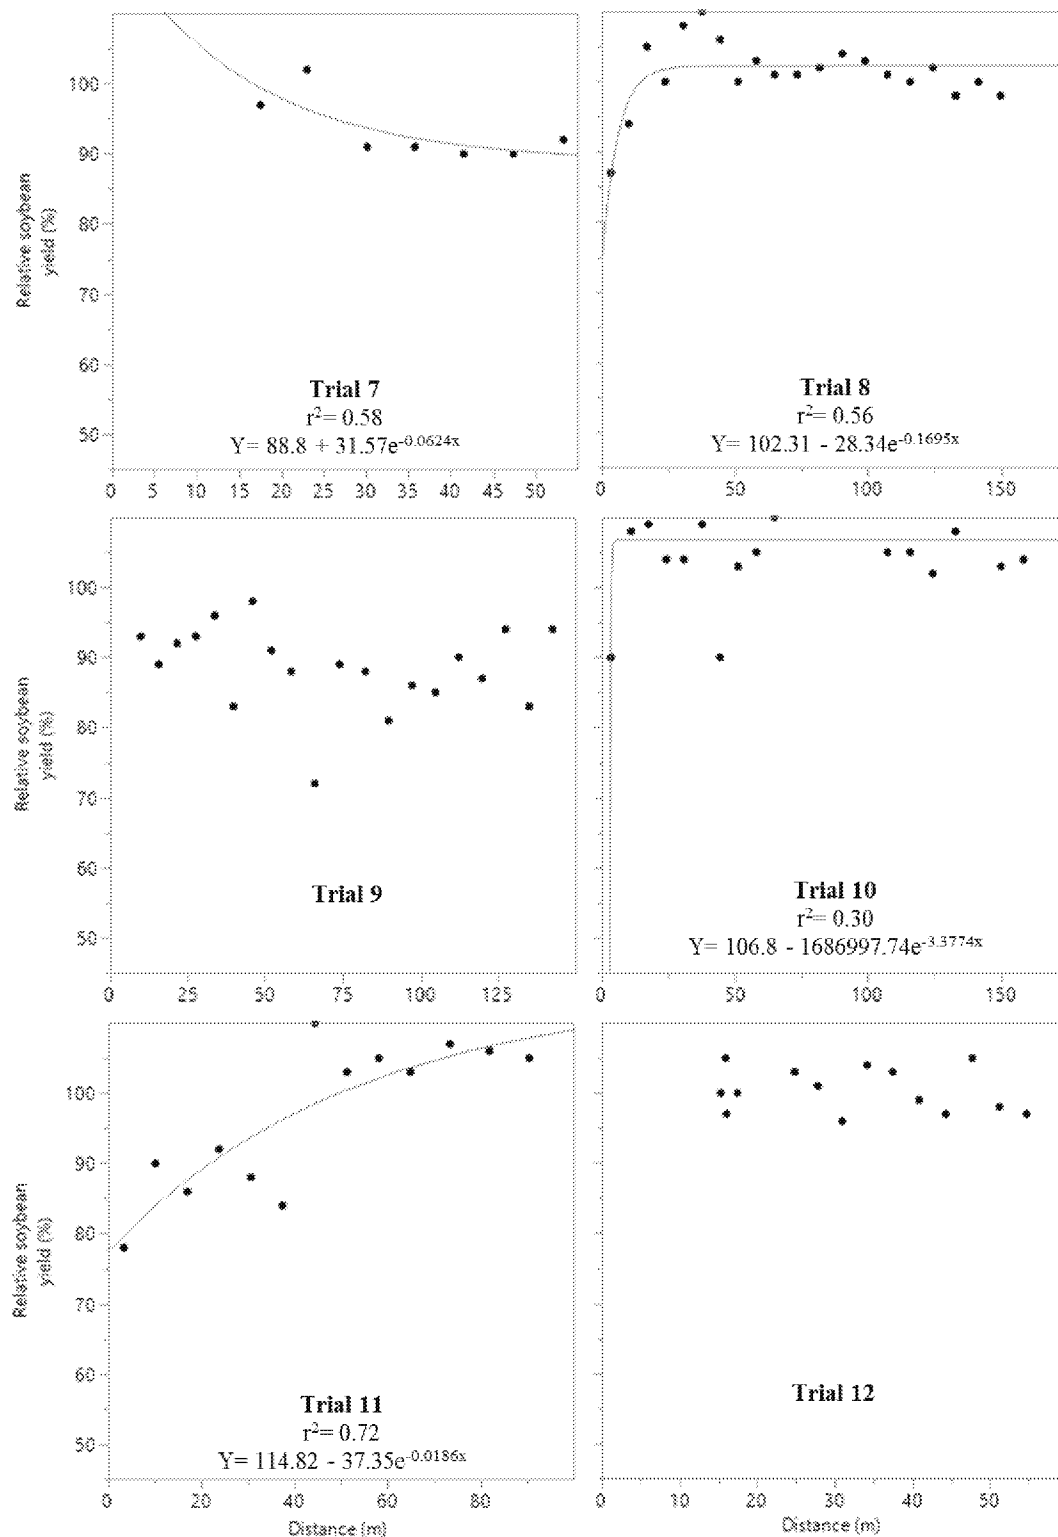 Relative soybean
yield (%)
100
90
80
70
60
50
Trial 7
r²= 0.58
Y= 88.8 + 31.57e^-0.0624x
0 5 10 15 20 25 30 35 40 45 50
Trial 8
r²= 0.56
Y= 102.31 - 28.34e^-0.1695x
0 50 100 150
Relative soybean
yield (%)
100
90
80
70
60
50
Trial 9
0 25 50 75 100 125
Trial 10
r²= 0.30
Y= 106.8 - 1686997.74e^-3.3774x
0 50 100 150
Relative soybean
yield (%)
100
90
80
70
60
50
Trial 11
r²= 0.72
Y= 114.82 - 37.35e^-0.0186x
0 20 40 60 80
Distance (m)
Trial 12
0 10 20 30 40 50
Distance (m)